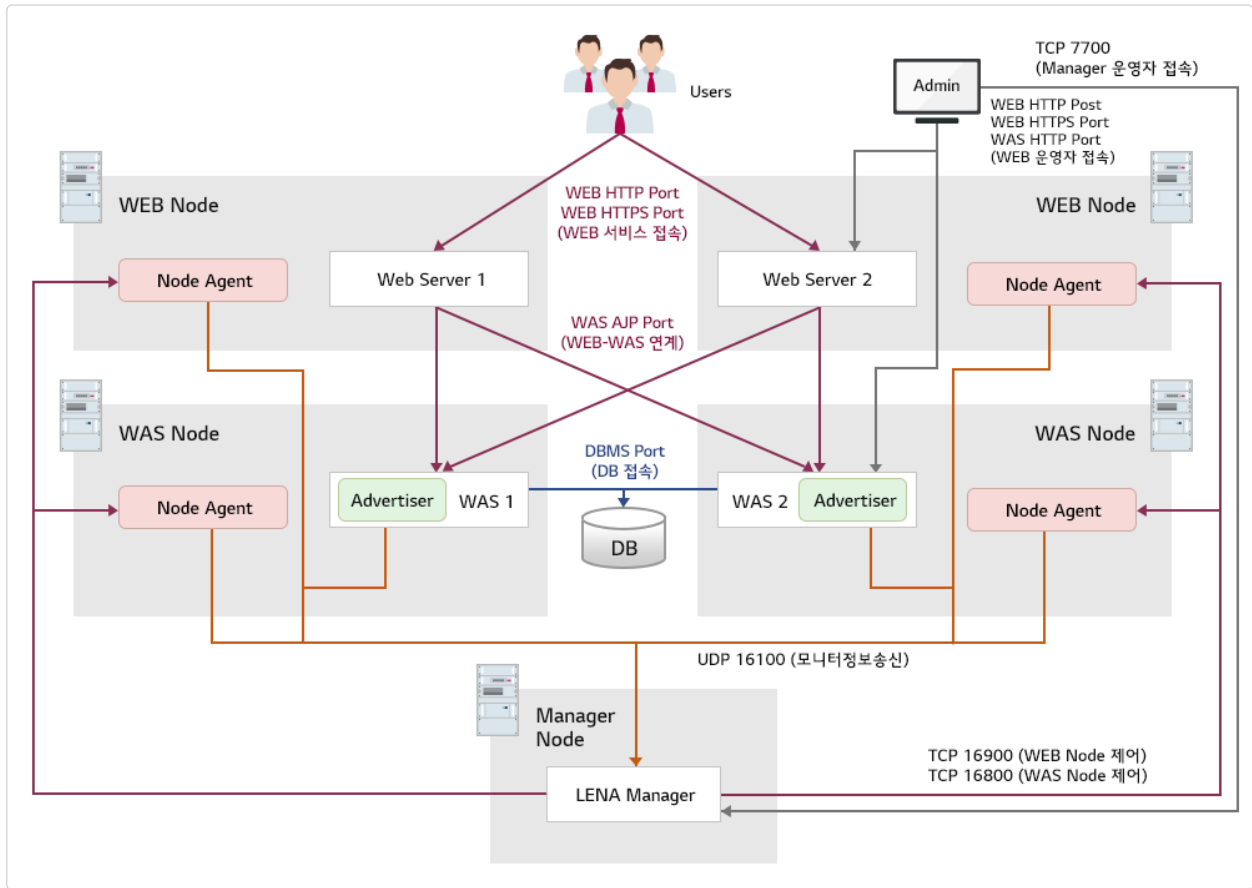 TCP 7700
(Manager 운영자 접속)
Admin
Users
WEB HTTP Post
WEB HTTPS Port
WAS HTTP Port
(WEB 운영자 접속)
WEB Node
WEB HTTP Port
WEB HTTPS Port
(WEB 서비스 접속)
WEB Node
Node Agent
Web Server 1
Web Server 2
Node Agent
WAS AJP Port
(WEB-WAS 연계)
WAS Node
WAS Node
DBMS Port
(DB 접속)
Node Agent
Advertiser
WAS 1
WAS 2
Advertiser
Node Agent
DB
UDP 16100 (모니터정보송신)
Manager
Node
TCP 16900 (WEB Node 제어)
TCP 16800 (WAS Node 제어)
LENA Manager